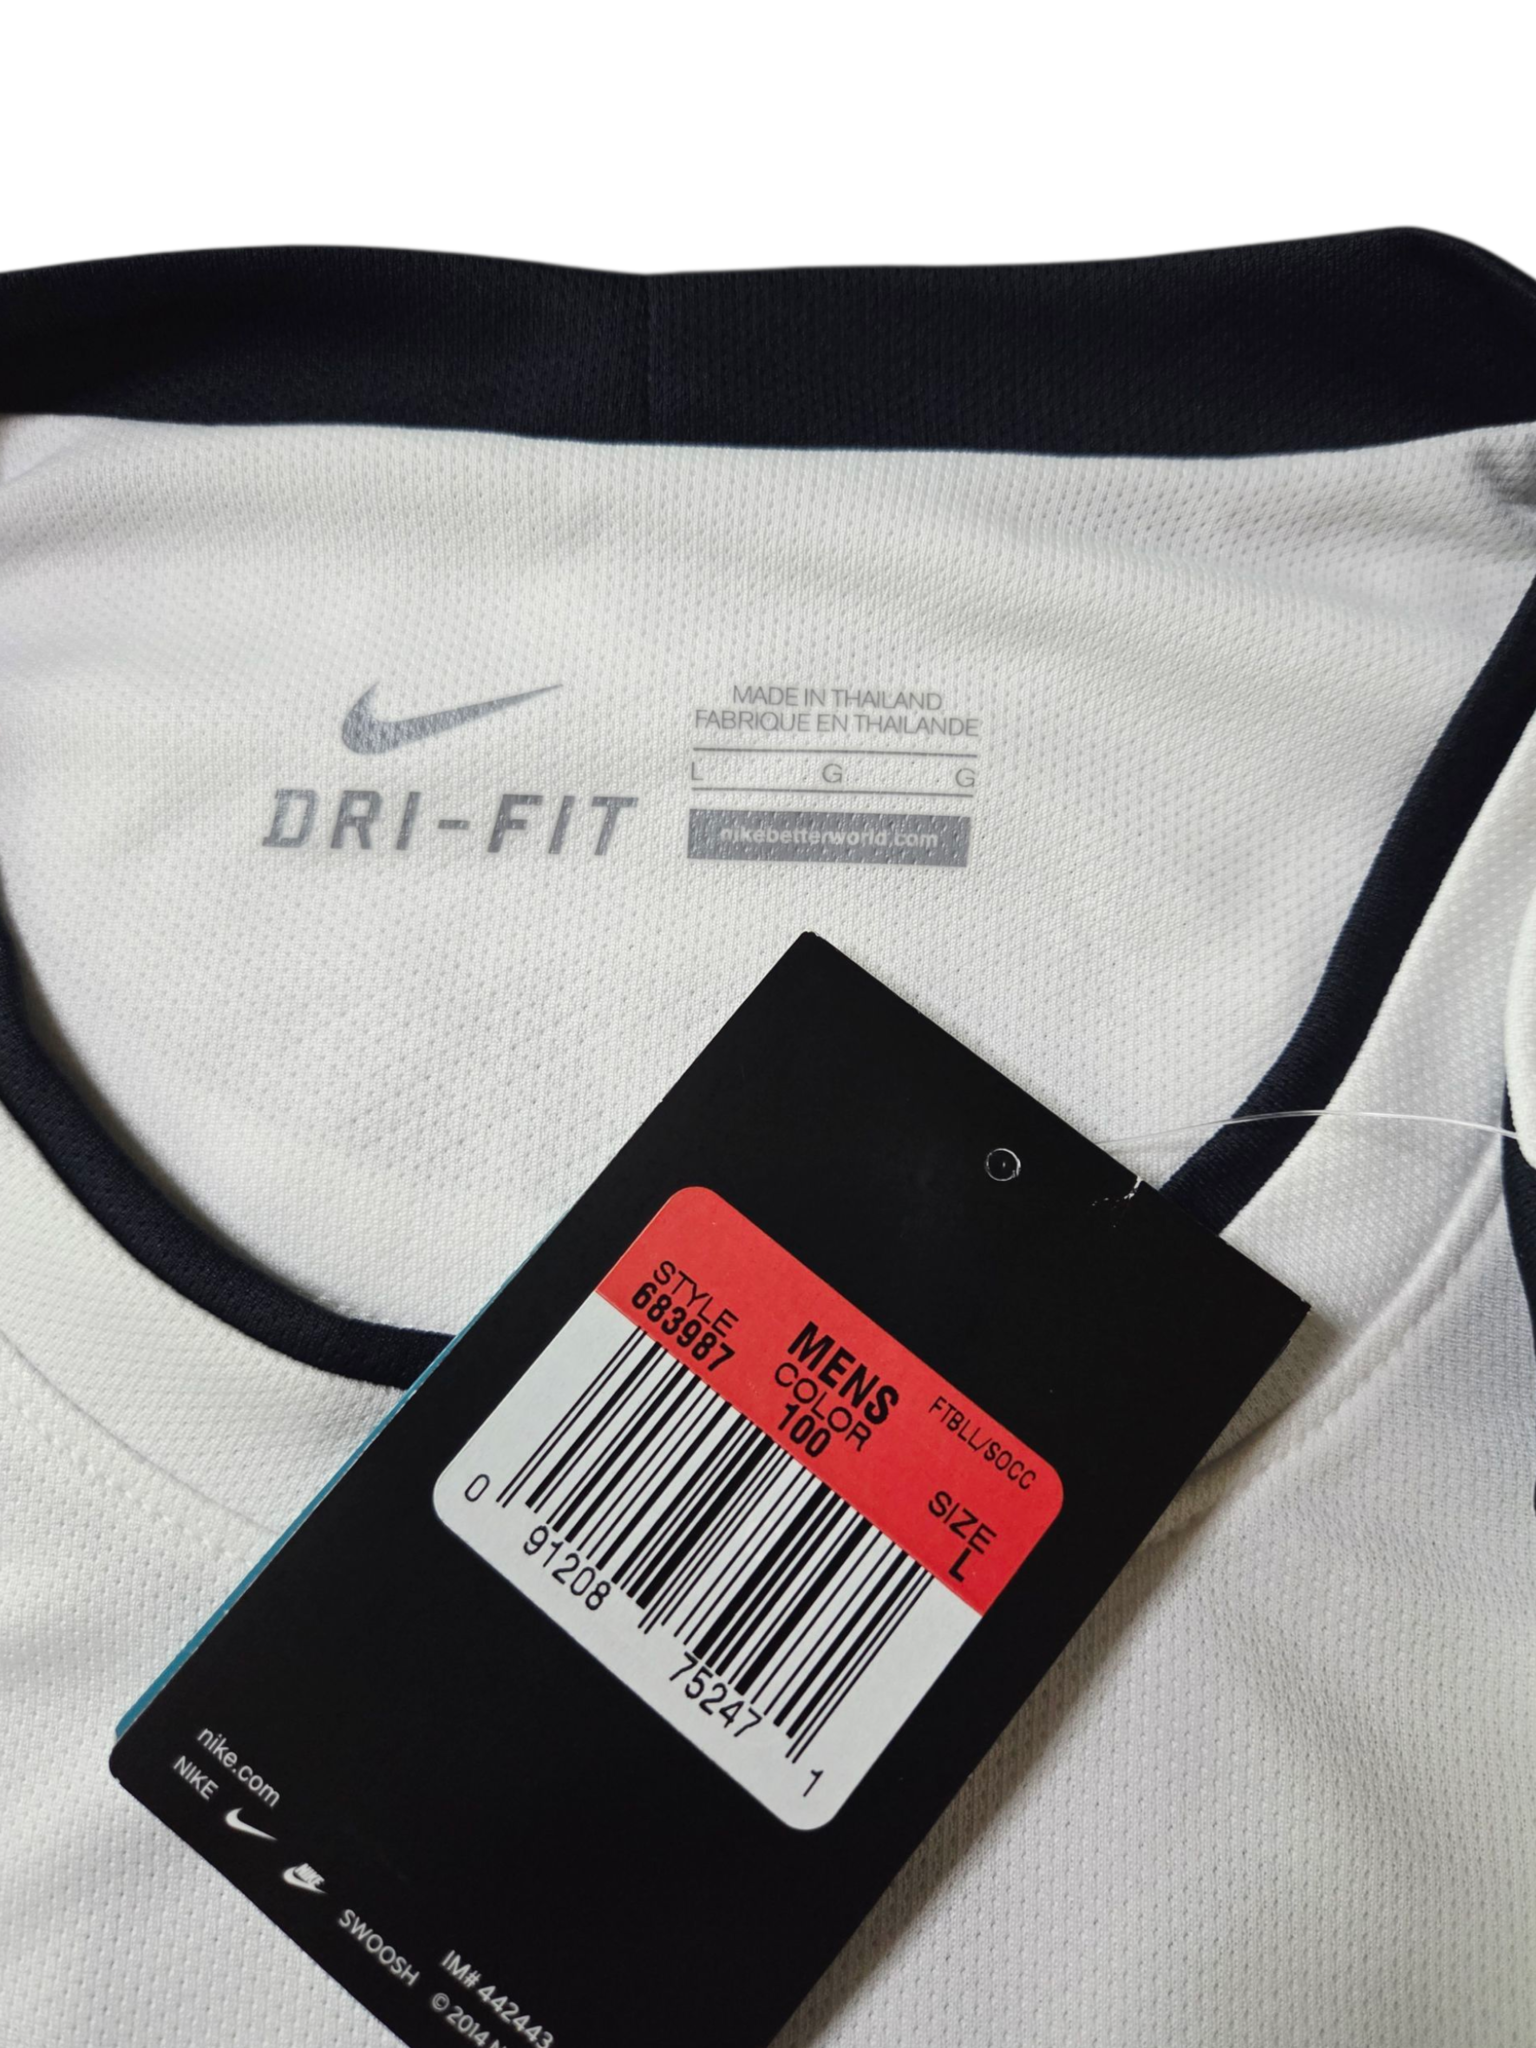 DRI-FIT
MADE IN THAILAND
FABRIQUE EN THAILANDE
L G G
nikebetterworld.com
STYLE
683987
MENS
COLOR
100
FTBLL/SOCC
SIZE
L
0 91208 75247 1
nike.com
NIKE
NIKE
SWOOSH
IM# 442443
© 2014